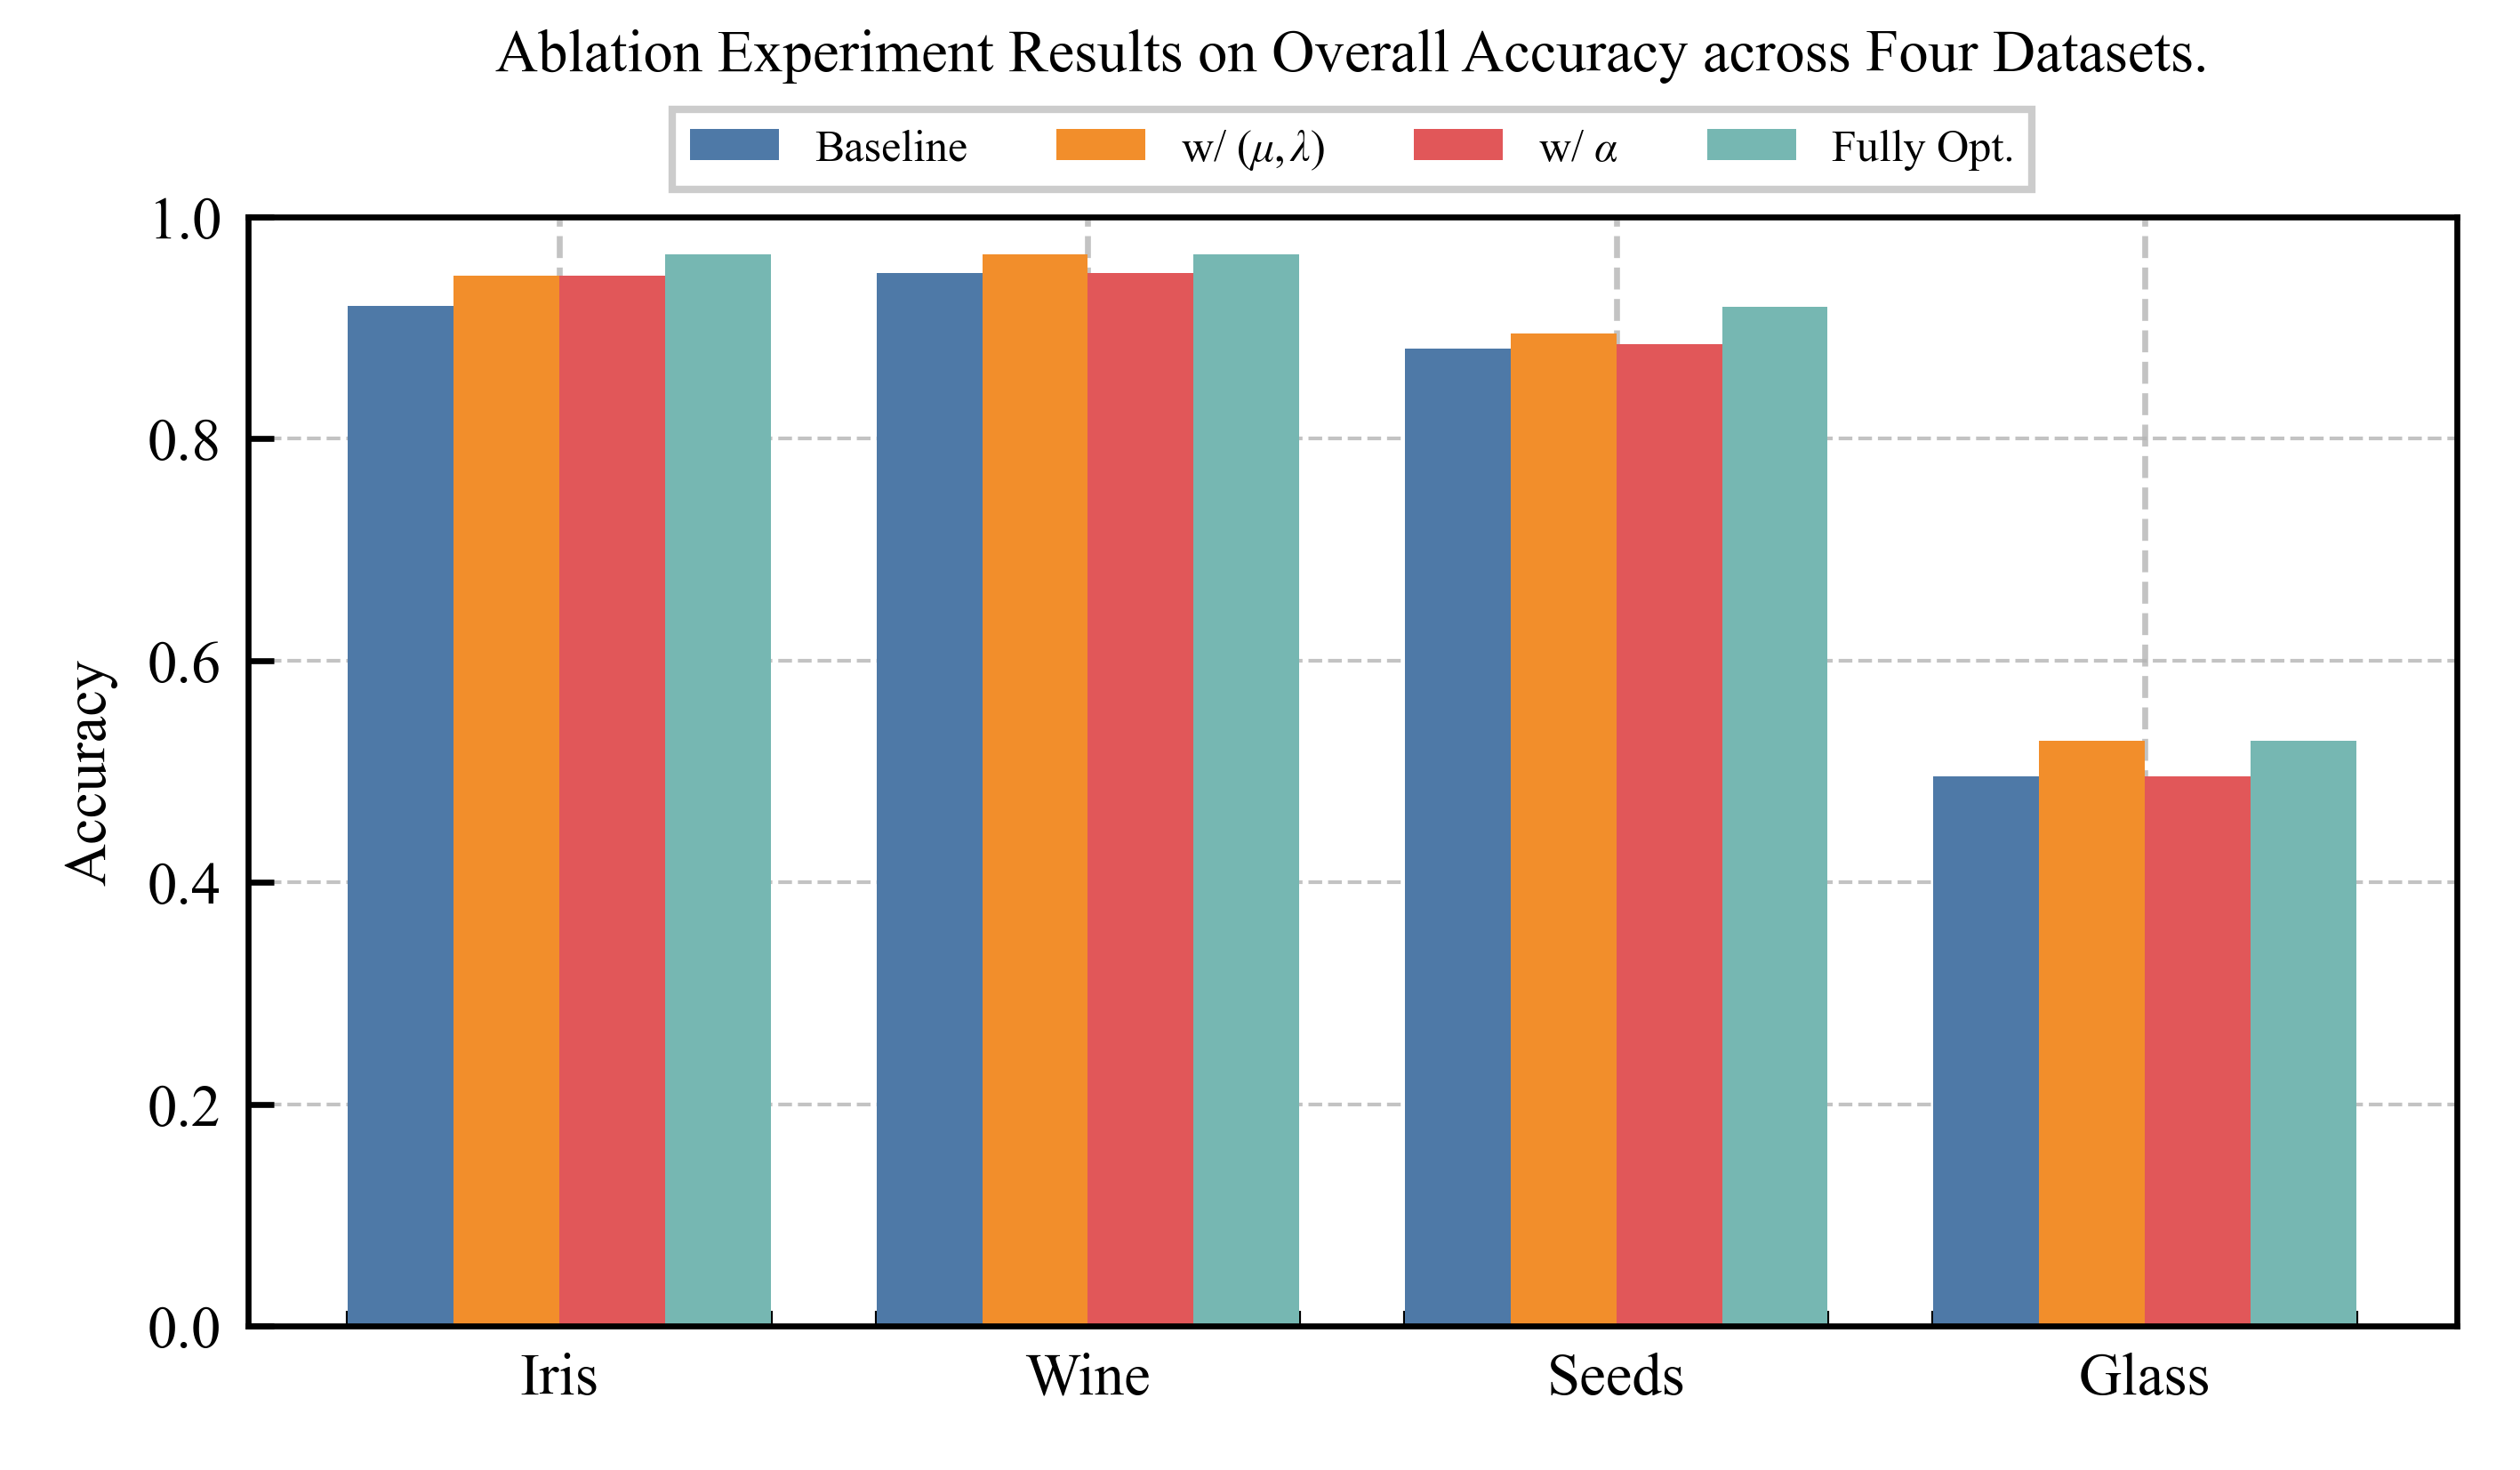 Ablation Experiment Results on Overall Accuracy across Four Datasets.
Baseline w/ (μ, λ) w/ α Fully Opt.
1.0
0.8
0.6
0.4
0.2
0.0
Accuracy
Iris Wine Seeds Glass